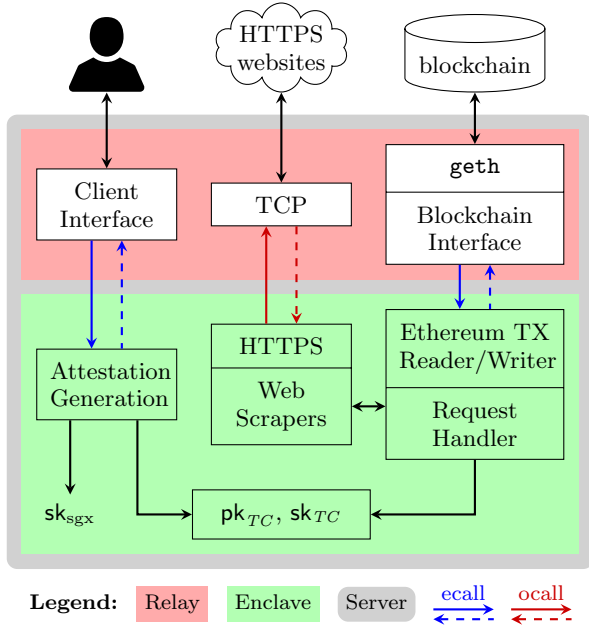 HTTPS
websites
blockchain
Client
Interface
TCP
geth
Blockchain
Interface
Attestation
Generation
HTTPS
Web
Scrapers
Ethereum TX
Reader/Writer
Request
Handler
sk_sgx
pk_TC, sk_TC
Legend: Relay Enclave Server ecall ocall